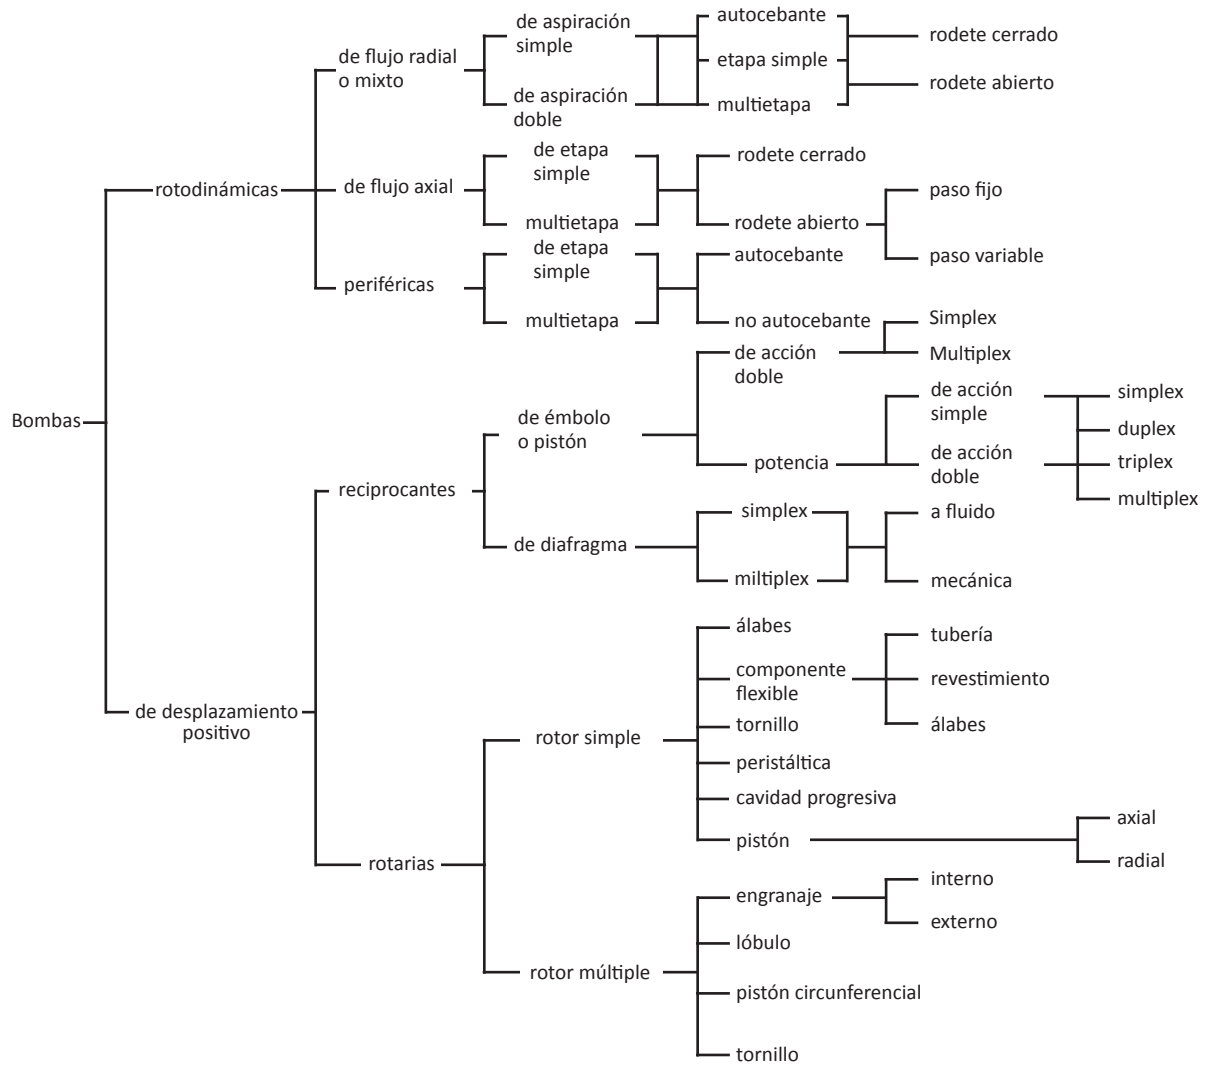 Bombas
rotodinámicas
de flujo radial
o mixto
de aspiración
simple
de aspiración
doble
autocebante
etapa simple
multietapa
rodete cerrado
rodete abierto
de flujo axial
de etapa
simple
multietapa
rodete cerrado
rodete abierto
paso fijo
paso variable
periféricas
de etapa
simple
multietapa
autocebante
no autocebante
de desplazamiento
positivo
reciprocantes
de émbolo
o pistón
de acción
doble
Simplex
Multiplex
potencia
de acción
simple
de acción
doble
simplex
duplex
triplex
multiplex
de diafragma
simplex
miltiplex
a fluido
mecánica
rotarias
rotor simple
álabes
componente
flexible
tubería
revestimiento
álabes
tornillo
peristáltica
cavidad progresiva
pistón
axial
radial
rotor múltiple
engranaje
interno
externo
lóbulo
pistón circunferencial
tornillo